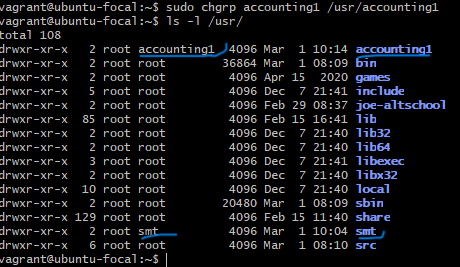 vagrant@ubuntu-focal:~$ sudo chgrp accounting1 /usr/accounting1
vagrant@ubuntu-focal:~$ ls -l /usr/
total 108
drwxr-xr-x 2 root accounting1 4096 Mar 1 10:14 accounting1
drwxr-xr-x 2 root root 36864 Mar 1 08:09 bin
drwxr-xr-x 2 root root 4096 Apr 15 2020 games
drwxr-xr-x 5 root root 4096 Dec 7 21:41 include
drwxr-xr-x 2 root root 4096 Feb 29 08:37 joe-altschool
drwxr-xr-x 85 root root 4096 Feb 15 16:41 lib
drwxr-xr-x 2 root root 4096 Dec 7 21:40 lib32
drwxr-xr-x 2 root root 4096 Dec 7 21:40 lib64
drwxr-xr-x 3 root root 4096 Dec 7 21:41 libexec
drwxr-xr-x 2 root root 4096 Dec 7 21:40 libx32
drwxr-xr-x 10 root root 4096 Dec 7 21:40 local
drwxr-xr-x 2 root root 20480 Mar 1 08:09 sbin
drwxr-xr-x 129 root root 4096 Feb 15 11:40 share
drwxr-xr-x 2 root smt 4096 Mar 1 10:04 smt
drwxr-xr-x 6 root root 4096 Mar 1 08:10 src
vagrant@ubuntu-focal:~$